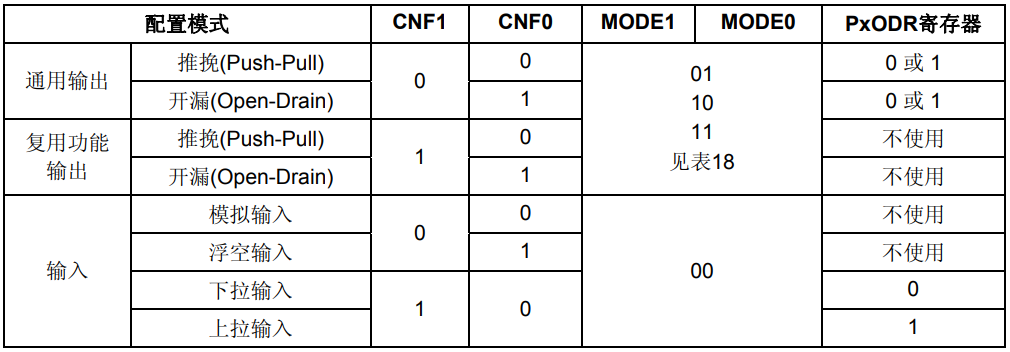 配置模式 CNF1 CNF0 MODE1 MODE0 PxODR寄存器
通用输出 推挽(Push-Pull) 0 0 01 10 11 见表18 0 或 1
开漏(Open-Drain) 1 0 或 1
复用功能输出 推挽(Push-Pull) 1 0 不使用
开漏(Open-Drain) 1 不使用
输入 模拟输入 0 0 00 不使用
浮空输入 1 不使用
下拉输入 1 0 0
上拉输入 1